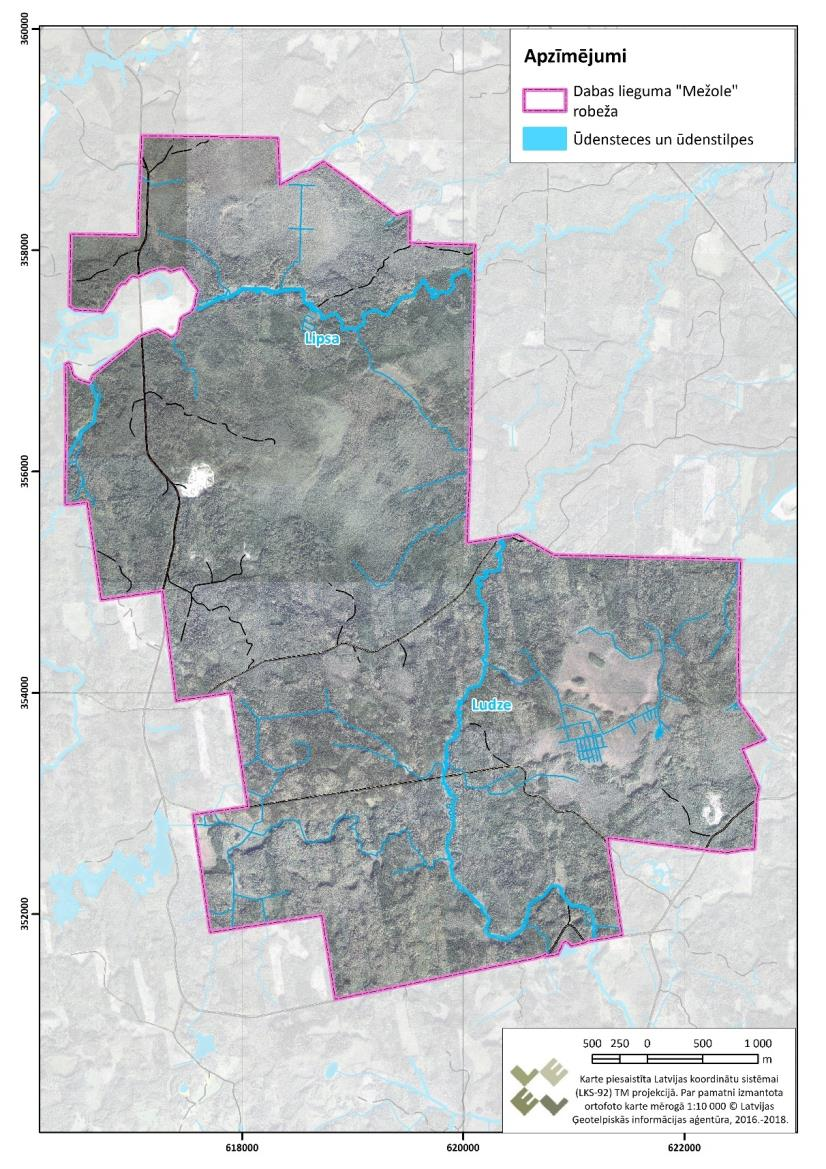 360000
358000
356000
354000
352000
Apzīmējumi
Dabas lieguma "Mežole"
robeža
Ūdensteces un ūdenstilpes
Lipsa
Ludze
500 250 0 500 1 000
m
Karte piesaistīta Latvijas koordinātu sistēmai
(LKS-92) TM projekcijā. Par pamatni izmantota
ortofoto karte mērogā 1:10 000 © Latvijas
Ģeotelpiskās informācijas aģentūra, 2016.-2018.
618000 620000 622000